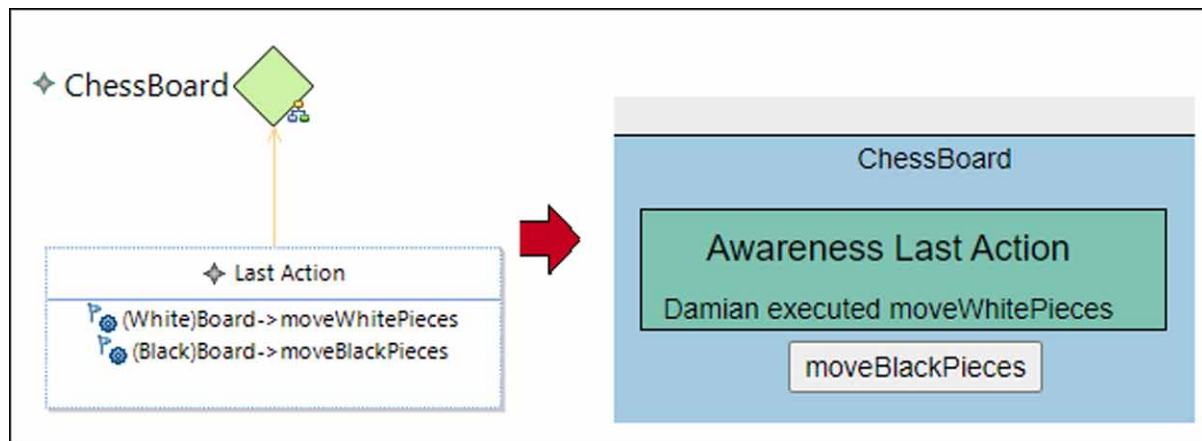 ChessBoard
Last Action
(White)Board->moveWhitePieces
(Black)Board->moveBlackPieces
ChessBoard
Awareness Last Action
Damian executed moveWhitePieces
moveBlackPieces